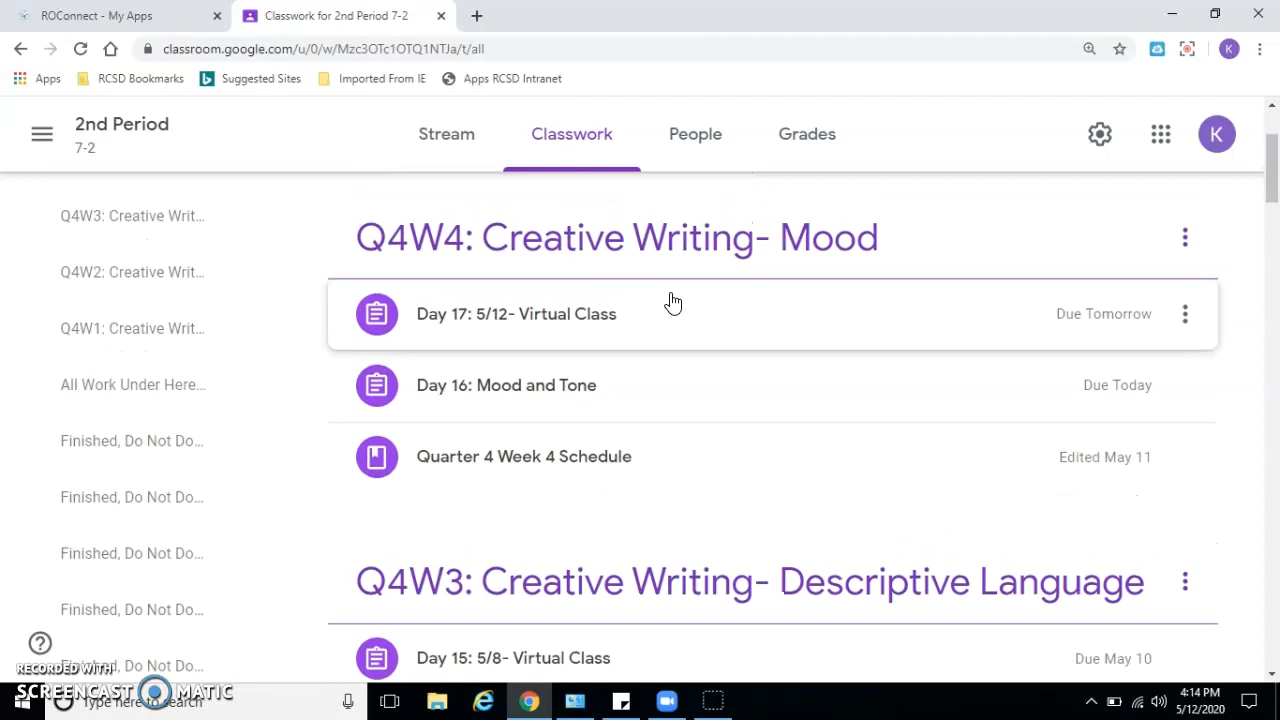 ROConnect - My Apps
Classwork for 2nd Period 7-2
classroom.google.com/u/0/w/Mzc3OTc1OTQ1NTJa/t/all
K
Apps
RCSD Bookmarks
Suggested Sites
Imported From IE
Apps RCSD Intranet
2nd Period
7-2
Stream
Classwork
People
Grades
K
Q4W3: Creative Writ...
Q4W2: Creative Writ...
Q4W1: Creative Writ...
All Work Under Here...
Finished, Do Not Do...
Finished, Do Not Do...
Finished, Do Not Do...
Finished, Do Not Do...
Finished, Do Not Do...
Q4W4: Creative Writing- Mood
Day 17: 5/12- Virtual Class
Due Tomorrow
Day 16: Mood and Tone
Due Today
Quarter 4 Week 4 Schedule
Edited May 11
Q4W3: Creative Writing- Descriptive Language
Day 15: 5/8- Virtual Class
Due May 10
RECORDED WITH
SCREENCAST MATIC
Type here to search
4:14 PM
5/12/2020